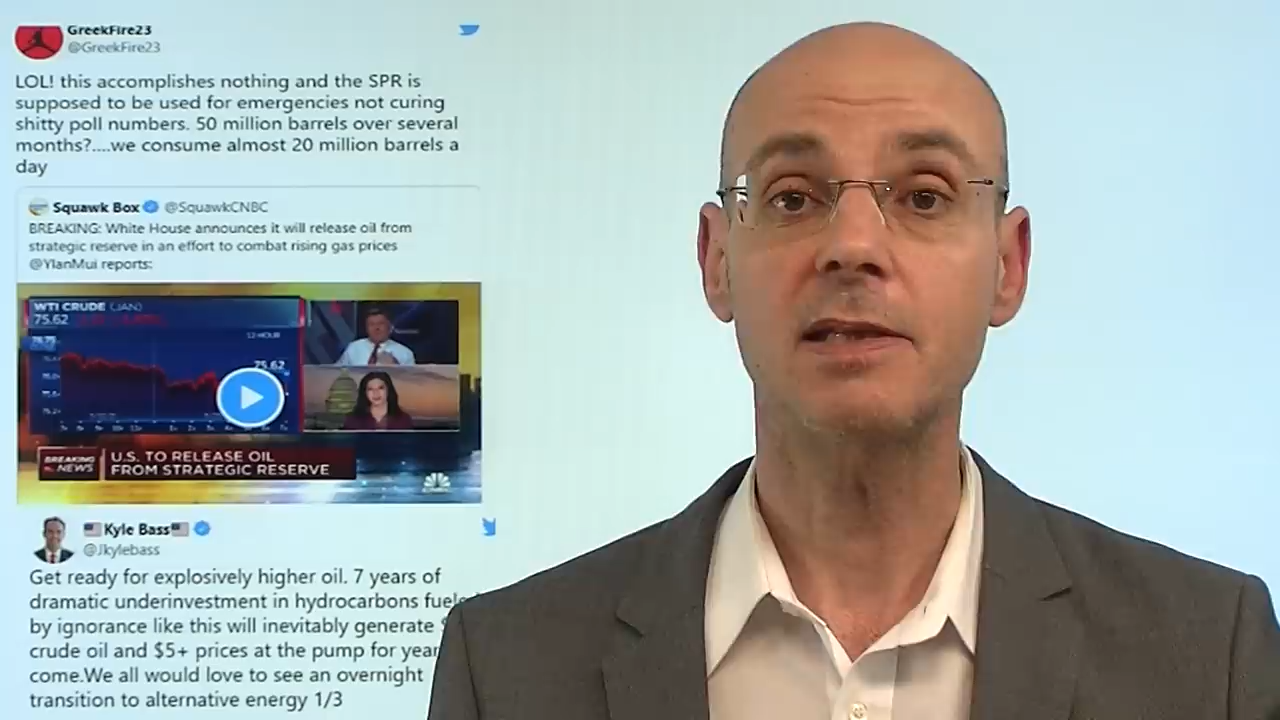 GreekFire23
@GreekFire23
LOL! this accomplishes nothing and the SPR is
supposed to be used for emergencies not curing
shitty poll numbers. 50 million barrels over several
months?....we consume almost 20 million barrels a
day
Squawk Box @SquawkCNBC
BREAKING: White House announces it will release oil from
strategic reserve in an effort to combat rising gas prices
@YlanMui reports:
WTI CRUDE (JAN)
75.62
12 HOUR
75.62
BREAKING
NEWS
U.S. TO RELEASE OIL
FROM STRATEGIC RESERVE
Kyle Bass
@Jkylebass
Get ready for explosively higher oil. 7 years of
dramatic underinvestment in hydrocarbons
by ignorance like this will inevitably generate
crude oil and $5+ prices at the pump for
come.We all would love to see an overnight
transition to alternative energy 1/3